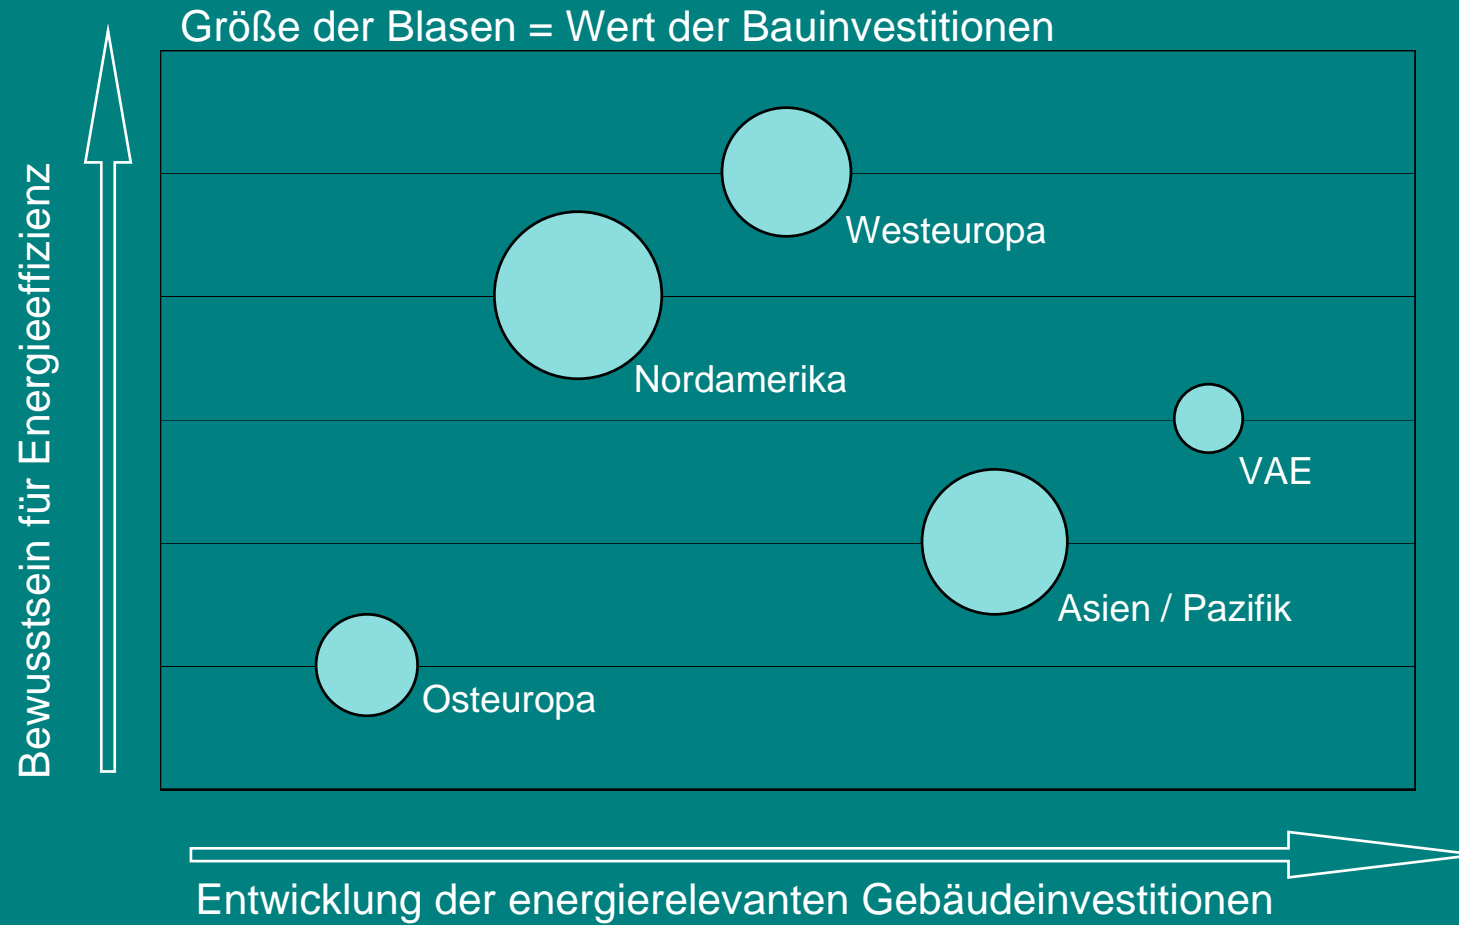 Größe der Blasen = Wert der Bauinvestitionen
Bewusstsein für Energieeffizienz
Westeuropa
Nordamerika
VAE
Asien / Pazifik
Osteuropa
Entwicklung der energierelevanten Gebäudeinvestitionen